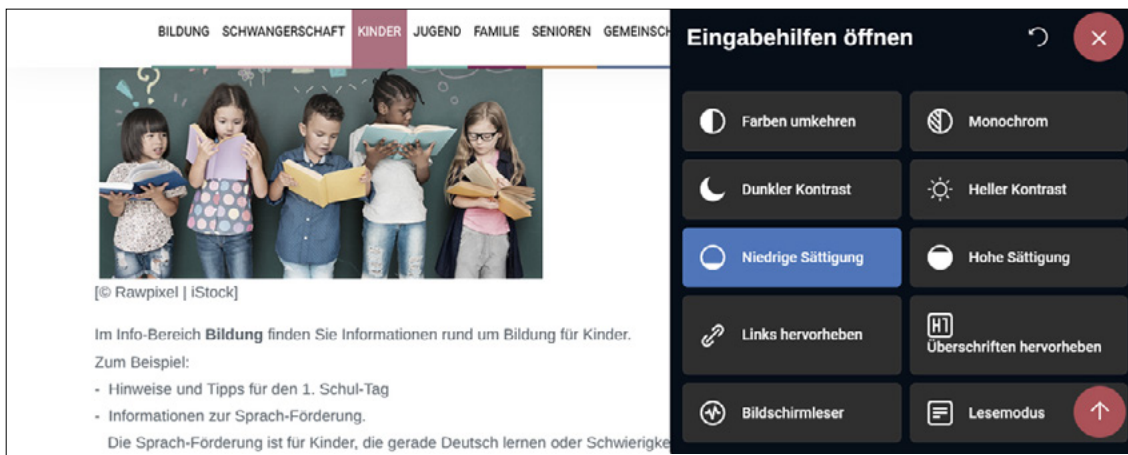 BILDUNG SCHWANGERSCHAFT KINDER JUGEND FAMILIE SENIOREN
[© Rawpixel | iStock]
Im Info-Bereich Bildung finden Sie Informationen rund um Bildung für Kinder.
Zum Beispiel:
- Hinweise und Tipps für den 1. Schul-Tag
- Informationen zur Sprach-Förderung.
Die Sprach-Förderung ist für Kinder, die gerade Deutsch lernen oder Schwierigke
Eingabehilfen öffnen
Farben umkehren
Monochrom
Dunkler Kontrast
Heller Kontrast
Niedrige Sättigung
Hohe Sättigung
Links hervorheben
H1
Überschriften hervorheben
Bildschirmleser
Lesemodus